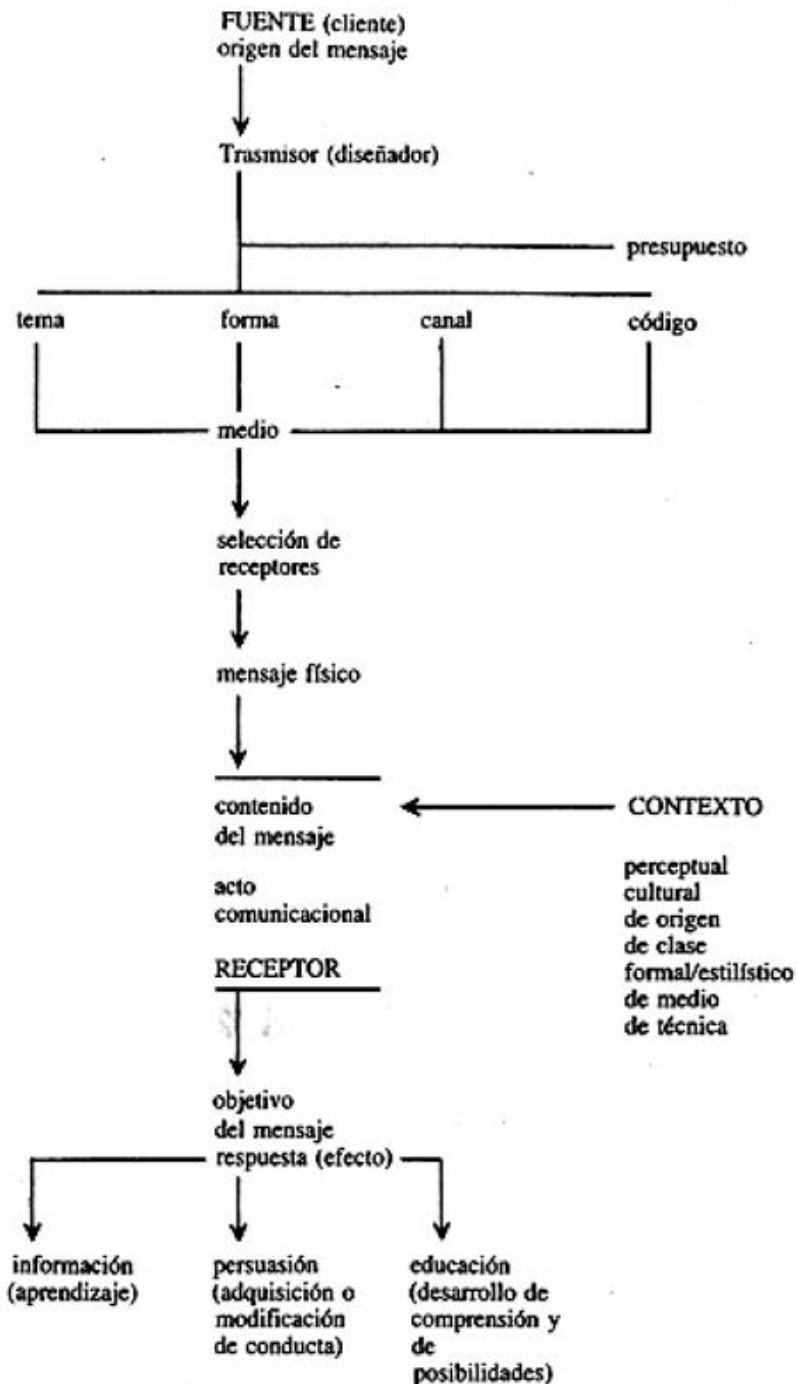 FUENTE (cliente)
origen del mensaje
Trasmisor (diseñador)
presupuesto
tema
forma
canal
código
medio
selección de
receptores
mensaje físico
contenido
del mensaje
acto
comunicacional
RECEPTOR
CONTEXTO
perceptual
cultural
de origen
de clase
formal/estilístico
de medio
de técnica
objetivo
del mensaje
respuesta (efecto)
información
(aprendizaje)
persuasión
(adquisición o
modificación
de conducta)
educación
(desarrollo de
comprensión y
de
posibilidades)